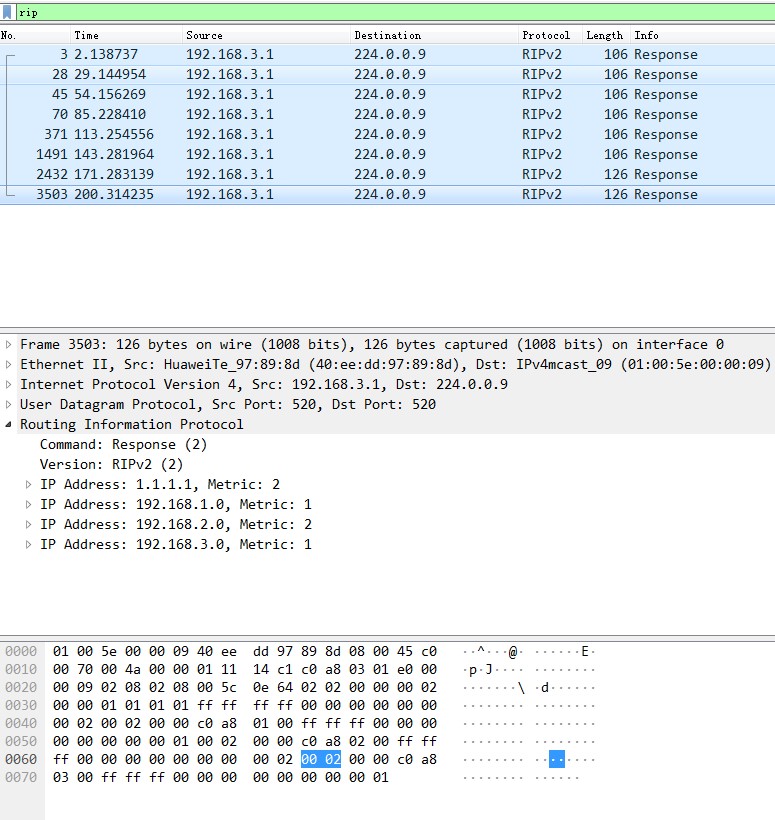 rip
No. Time Source Destination Protocol Length Info
3 2.138737 192.168.3.1 224.0.0.9 RIPv2 106 Response
28 29.144954 192.168.3.1 224.0.0.9 RIPv2 106 Response
45 54.156269 192.168.3.1 224.0.0.9 RIPv2 106 Response
70 85.228410 192.168.3.1 224.0.0.9 RIPv2 106 Response
371 113.254556 192.168.3.1 224.0.0.9 RIPv2 106 Response
1491 143.281964 192.168.3.1 224.0.0.9 RIPv2 106 Response
2432 171.283139 192.168.3.1 224.0.0.9 RIPv2 126 Response
3503 200.314235 192.168.3.1 224.0.0.9 RIPv2 126 Response
Frame 3503: 126 bytes on wire (1008 bits), 126 bytes captured (1008 bits) on interface 0
Ethernet II, Src: HuaweiTe_97:89:8d (40:ee:dd:97:89:8d), Dst: IPv4mcast_09 (01:00:5e:00:00:09)
Internet Protocol Version 4, Src: 192.168.3.1, Dst: 224.0.0.9
User Datagram Protocol, Src Port: 520, Dst Port: 520
Routing Information Protocol
Command: Response (2)
Version: RIPv2 (2)
IP Address: 1.1.1.1, Metric: 2
IP Address: 192.168.1.0, Metric: 1
IP Address: 192.168.2.0, Metric: 2
IP Address: 192.168.3.0, Metric: 1
0000 01 00 5e 00 00 09 40 ee dd 97 89 8d 08 00 45 c0 ··^···@· ······E·
0010 00 70 00 4a 00 00 01 11 14 c1 c0 a8 03 01 e0 00 ·p·J···· ········
0020 00 09 02 08 02 08 00 5c 0e 64 02 02 00 00 00 02 ·······\ ·d······
0030 00 00 01 01 01 01 ff ff ff ff 00 00 00 00 00 00 ········ ········
0040 00 02 00 02 00 00 c0 a8 01 00 ff ff ff 00 00 00 ········ ········
0050 00 00 00 00 00 01 00 02 00 00 c0 a8 02 00 ff ff ········ ········
0060 ff 00 00 00 00 00 00 00 00 02 00 02 00 00 c0 a8 ········ ········
0070 03 00 ff ff ff 00 00 00 00 00 00 00 00 01 ········ ······